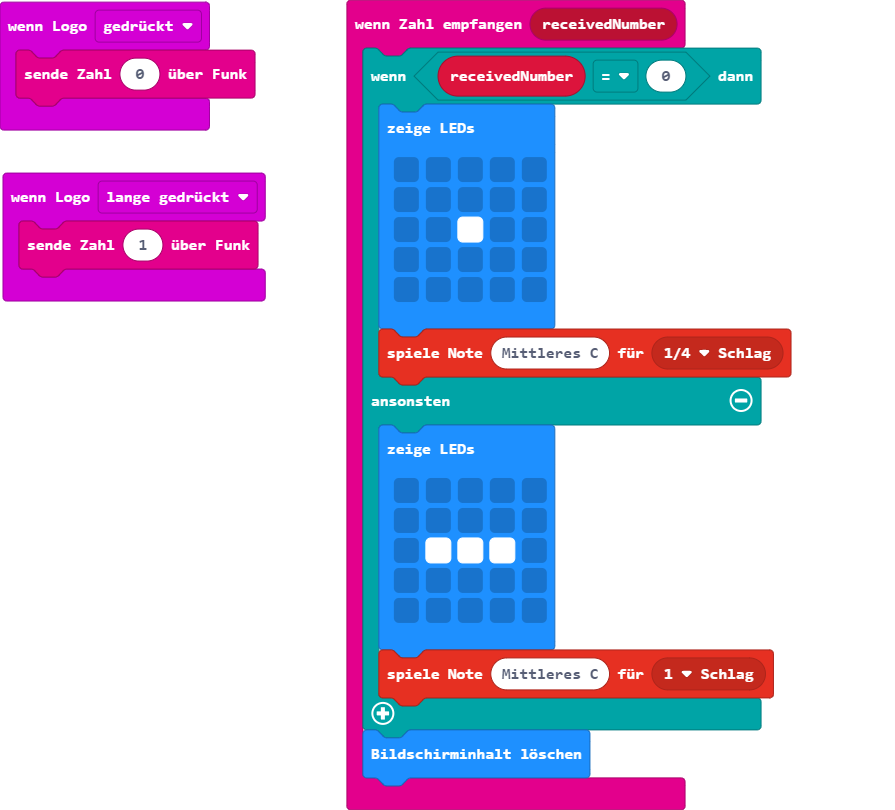 wenn Logo gedrückt
sende Zahl 0 über Funk
wenn Logo lange gedrückt
sende Zahl 1 über Funk
wenn Zahl empfangen receivedNumber
wenn receivedNumber = 0 dann
zeige LEDs
spiele Note Mittleres C für 1/4 Schlag
ansonsten
zeige LEDs
spiele Note Mittleres C für 1 Schlag
Bildschirminhalt löschen